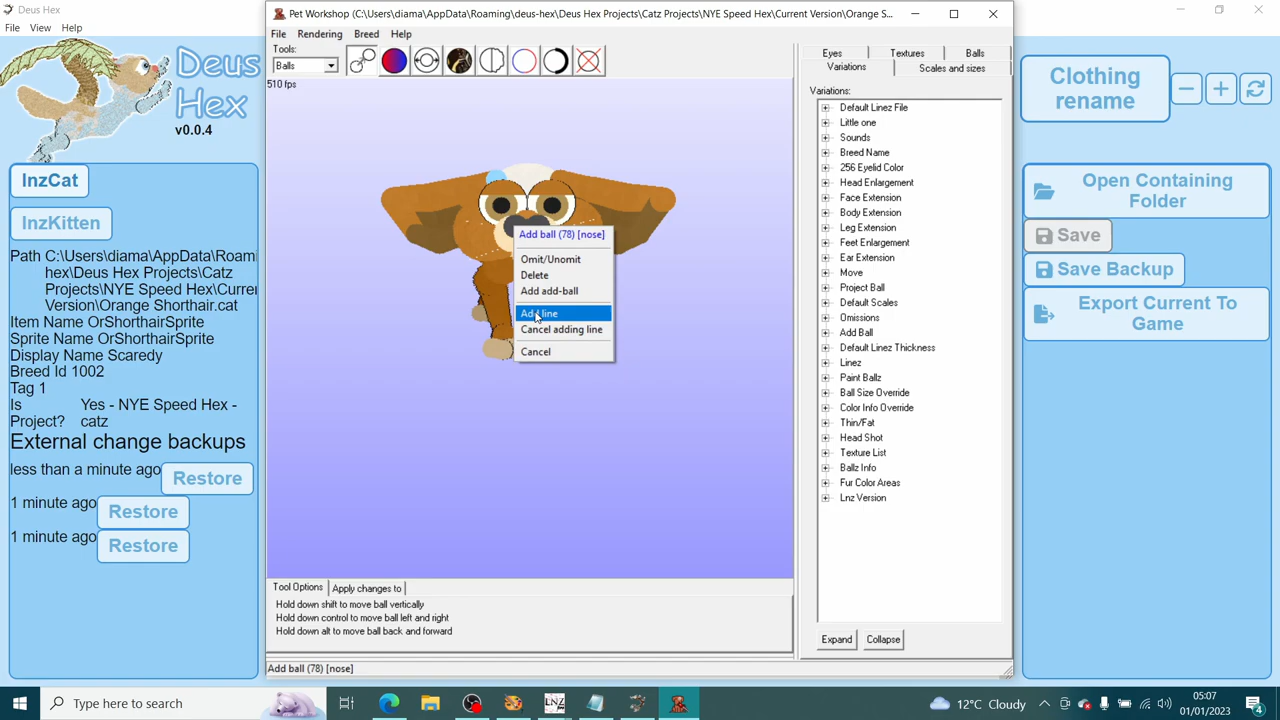 Deus Hex
File View Help
Deus
Hex
v0.0.4
lnzCat
lnzKitten
Path C:\Users\diama\AppData\Roam
hex\Deus Hex Projects\Catz
Projects\NYE Speed Hex\Current
Version\Orange Shorthair.cat
Item Name OrShorthairSprite
Sprite Name OrShorthairSprite
Display Name Scaredy
Breed Id 1002
Tag 1
Is Yes - NYE Speed Hex -
Project? catz
External change backups
less than a minute ago Restore
1 minute ago Restore
1 minute ago Restore
Pet Workshop (C:\Users\diama\AppData\Roaming\deus-hex\Deus Hex Projects\Catz Projects\NYE Speed Hex\Current Version\Orange S...
File Rendering Breed Help
Tools:
Balls
510 fps
Add ball (78) [nose]
Omit/Unomit
Delete
Add add-ball
Add line
Cancel adding line
Cancel
Tool Options Apply changes to
Hold down shift to move ball vertically
Hold down control to move ball left and right
Hold down alt to move ball back and forward
Add ball (78) [nose]
Eyes Textures Balls
Variations Scales and sizes
Variations:
Default Linez File
Little one
Sounds
Breed Name
256 Eyelid Color
Head Enlargement
Face Extension
Body Extension
Leg Extension
Feet Enlargement
Ear Extension
Move
Project Ball
Default Scales
Omissions
Add Ball
Default Linez Thickness
Linez
Paint Ballz
Ball Size Override
Color Info Override
Thin/Fat
Head Shot
Texture List
Ballz Info
Fur Color Areas
Lnz Version
Expand Collapse
Clothing
rename
Open Containing
Folder
Save
Save Backup
Export Current To
Game
Type here to search
LNZ
12°C Cloudy
05:07
01/01/2023
4